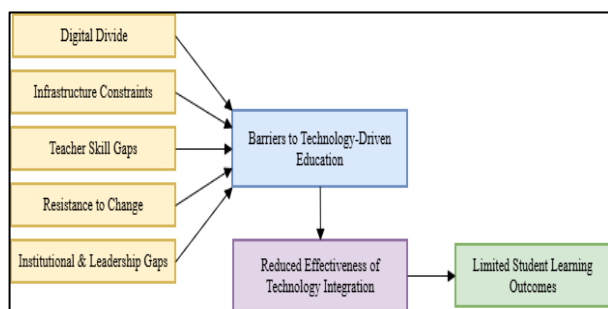 Digital Divide
Infrastructure Constraints
Teacher Skill Gaps
Resistance to Change
Institutional & Leadership Gaps
Barriers to Technology-Driven
Education
Reduced Effectiveness of
Technology Integration
Limited Student Learning
Outcomes